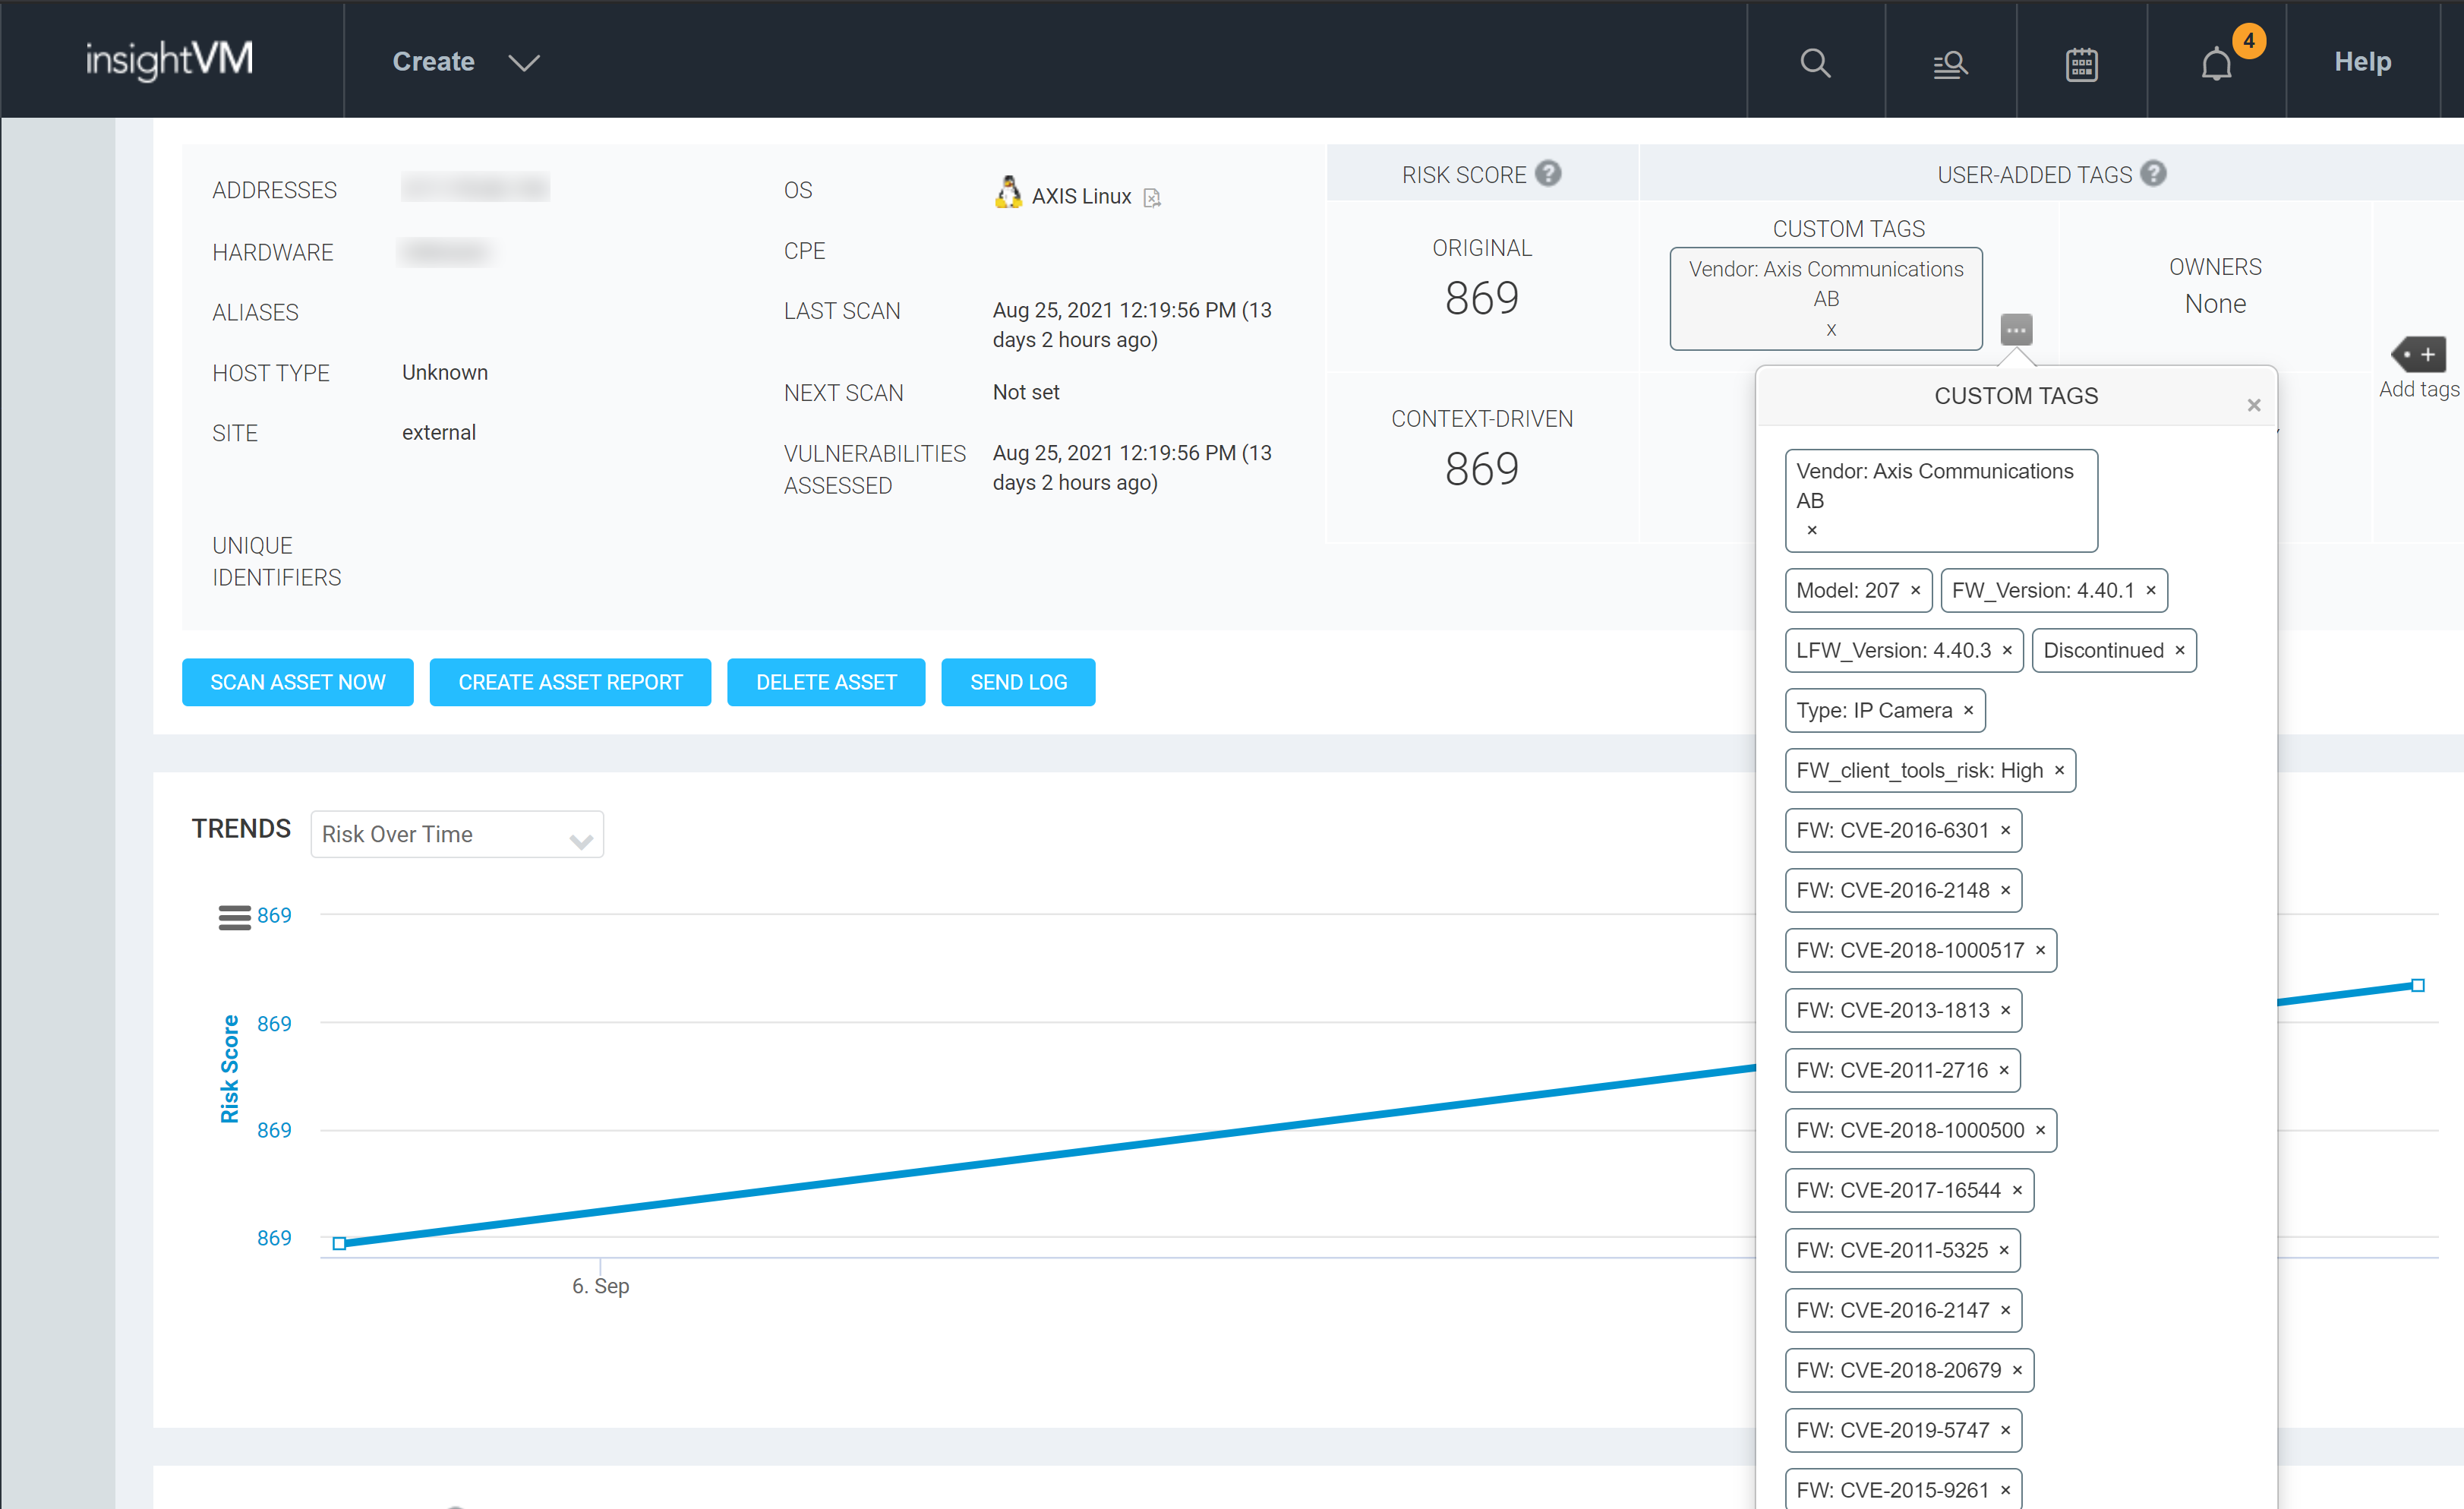 insightVM
Create
4
Help
ADDRESSES
HARDWARE
ALIASES
HOST TYPE
Unknown
SITE
external
UNIQUE
IDENTIFIERS
OS
AXIS Linux
CPE
LAST SCAN
Aug 25, 2021 12:19:56 PM (13
days 2 hours ago)
NEXT SCAN
Not set
VULNERABILITIES
ASSESSED
Aug 25, 2021 12:19:56 PM (13
days 2 hours ago)
RISK SCORE ?
ORIGINAL
869
CONTEXT-DRIVEN
869
USER-ADDED TAGS ?
CUSTOM TAGS
Vendor: Axis Communications
AB
x
OWNERS
None
Add tags
CUSTOM TAGS ×
Vendor: Axis Communications
AB
×
Model: 207 × FW_Version: 4.40.1 ×
LFW_Version: 4.40.3 × Discontinued ×
Type: IP Camera ×
FW_client_tools_risk: High ×
FW: CVE-2016-6301 ×
FW: CVE-2016-2148 ×
FW: CVE-2018-1000517 ×
FW: CVE-2013-1813 ×
FW: CVE-2011-2716 ×
FW: CVE-2018-1000500 ×
FW: CVE-2017-16544 ×
FW: CVE-2011-5325 ×
FW: CVE-2016-2147 ×
FW: CVE-2018-20679 ×
FW: CVE-2019-5747 ×
FW: CVE-2015-9261 ×
SCAN ASSET NOW
CREATE ASSET REPORT
DELETE ASSET
SEND LOG
TRENDS
Risk Over Time
869
869
869
869
Risk Score
6. Sep